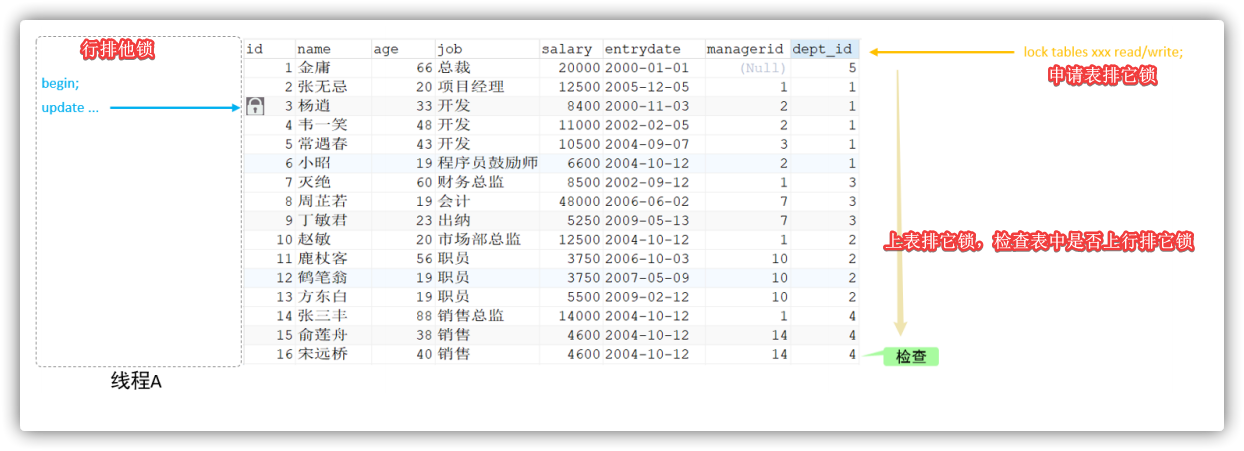 行排他锁
begin;
update ...
线程A
id name age job salary entrydate managerid dept_id
1 金庸 66 总裁 20000 2000-01-01 (Null) 5
2 张无忌 20 项目经理 12500 2005-12-05 1 1
3 杨逍 33 开发 8400 2000-11-03 2 1
4 韦一笑 48 开发 11000 2002-02-05 2 1
5 常遇春 43 开发 10500 2004-09-07 3 1
6 小昭 19 程序员鼓励师 6600 2004-10-12 2 1
7 灭绝 60 财务总监 8500 2002-09-12 1 3
8 周芷若 19 会计 48000 2006-06-02 7 3
9 丁敏君 23 出纳 5250 2009-05-13 7 3
10 赵敏 20 市场部总监 12500 2004-10-12 1 2
11 鹿杖客 56 职员 3750 2006-10-03 10 2
12 鹤笔翁 19 职员 3750 2007-05-09 10 2
13 方东白 19 职员 5500 2009-02-12 10 2
14 张三丰 88 销售总监 14000 2004-10-12 1 4
15 俞莲舟 38 销售 4600 2004-10-12 14 4
16 宋远桥 40 销售 4600 2004-10-12 14 4
lock tables xxx read/write;
申请表排它锁
上表排它锁，检查表中是否上行排它锁
检查